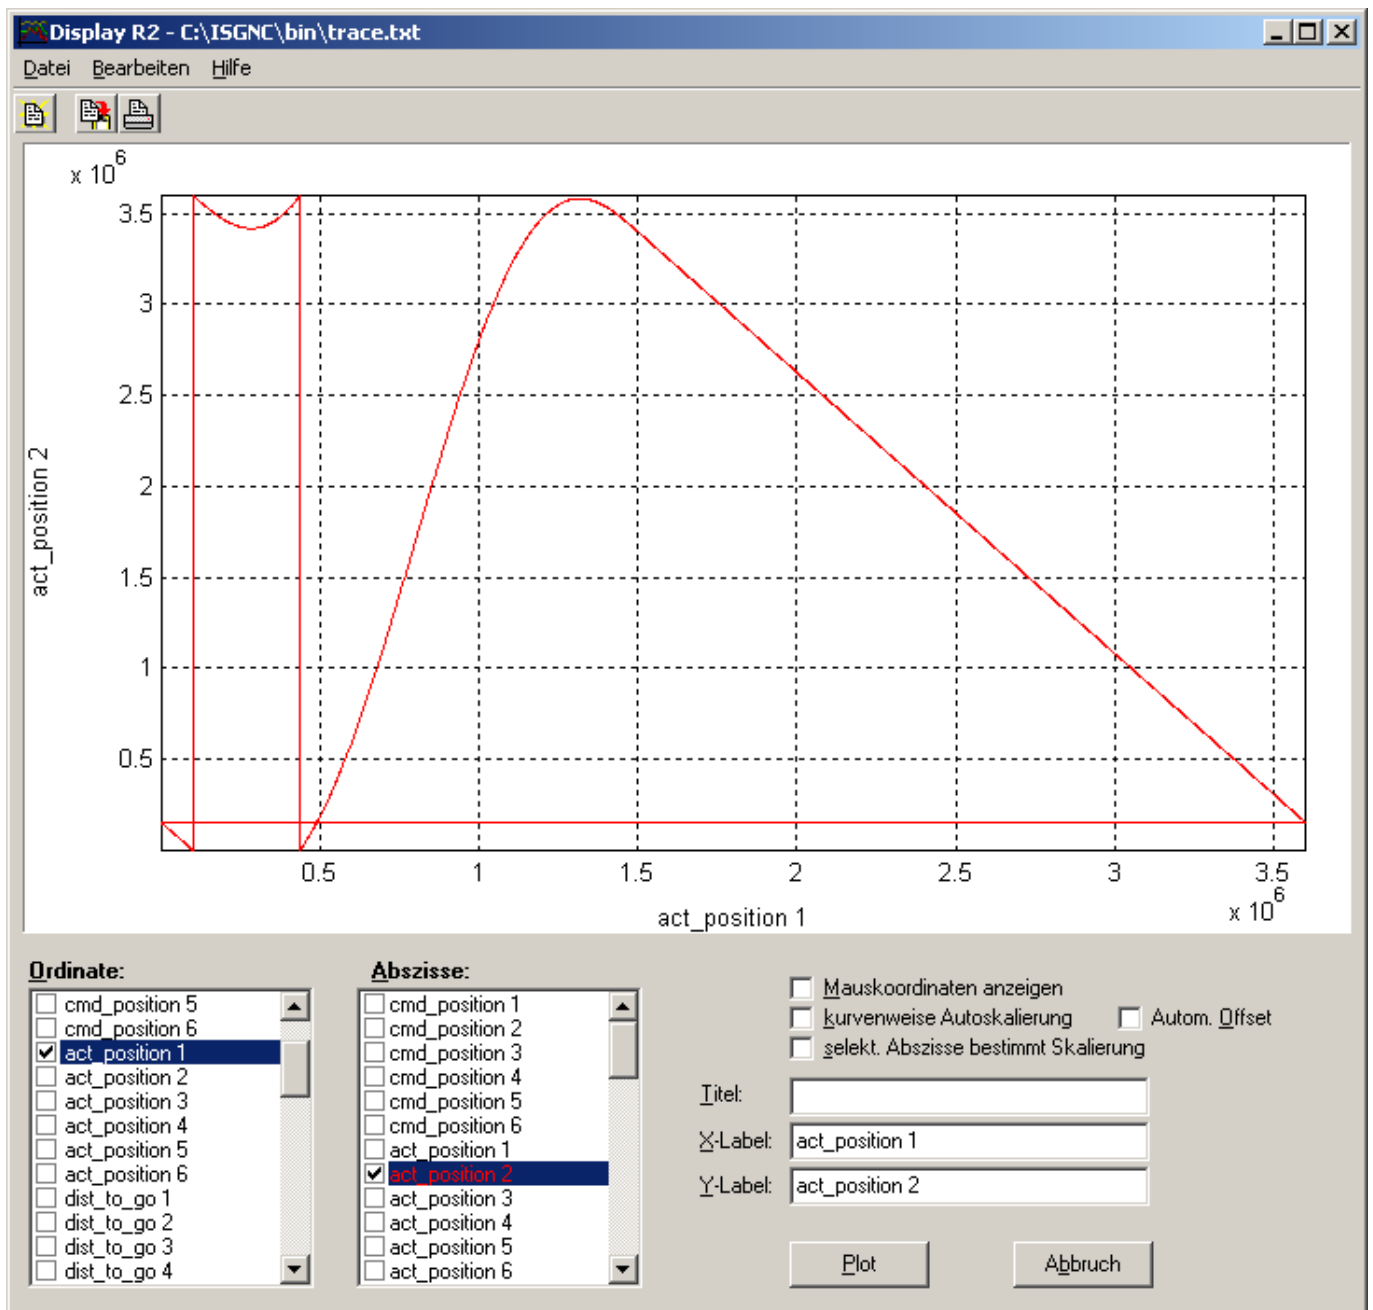 Display R2 - C:\ISGNC\bin\trace.txt
Datei Bearbeiten Hilfe
x 10^6
3.5
3
2.5
2
1.5
1
0.5
act_position 2
0.5 1 1.5 2 2.5 3 3.5
act_position 1
x 10^6
Ordinate:
cmd_position 5
cmd_position 6
act_position 1
act_position 2
act_position 3
act_position 4
act_position 5
act_position 6
dist_to_go 1
dist_to_go 2
dist_to_go 3
dist_to_go 4
Abszisse:
cmd_position 1
cmd_position 2
cmd_position 3
cmd_position 4
cmd_position 5
cmd_position 6
act_position 1
act_position 2
act_position 3
act_position 4
act_position 5
act_position 6
Mauskoordinaten anzeigen
kurvenweise Autoskalierung Autom. Offset
selekt. Abszisse bestimmt Skalierung
Titel:
X-Label: act_position 1
Y-Label: act_position 2
Plot Abbruch